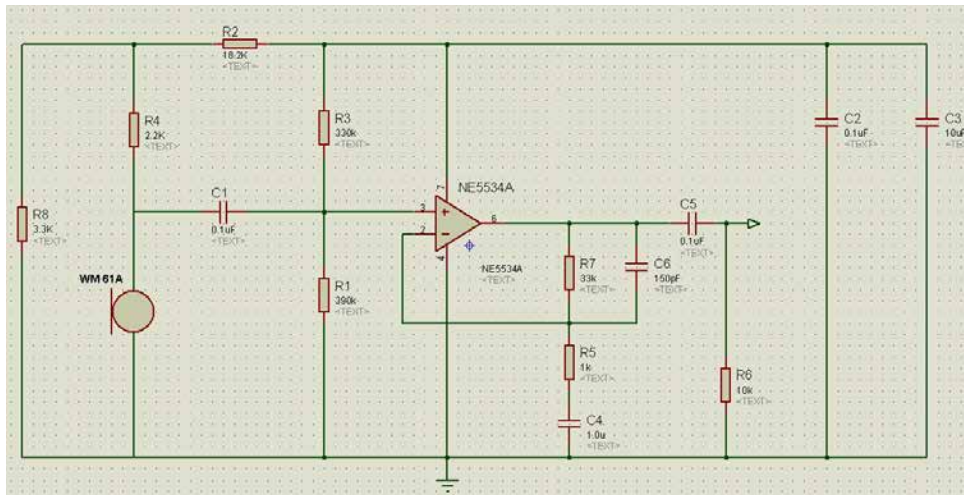 R2
18.2K
<TEXT>
R4
2.2K
<TEXT>
R3
330k
<TEXT>
C2
0.1uF
<TEXT>
C3
10uF
<TEXT>
R8
3.3K
<TEXT>
C1
0.1uF
<TEXT>
NE5534A
7
3
2
6
4
NE5534A
<TEXT>
C5
0.1uF
<TEXT>
WM 61A
R1
390k
<TEXT>
R7
33k
<TEXT>
C6
150pF
<TEXT>
R5
1k
<TEXT>
R6
10k
<TEXT>
C4
1.0u
<TEXT>